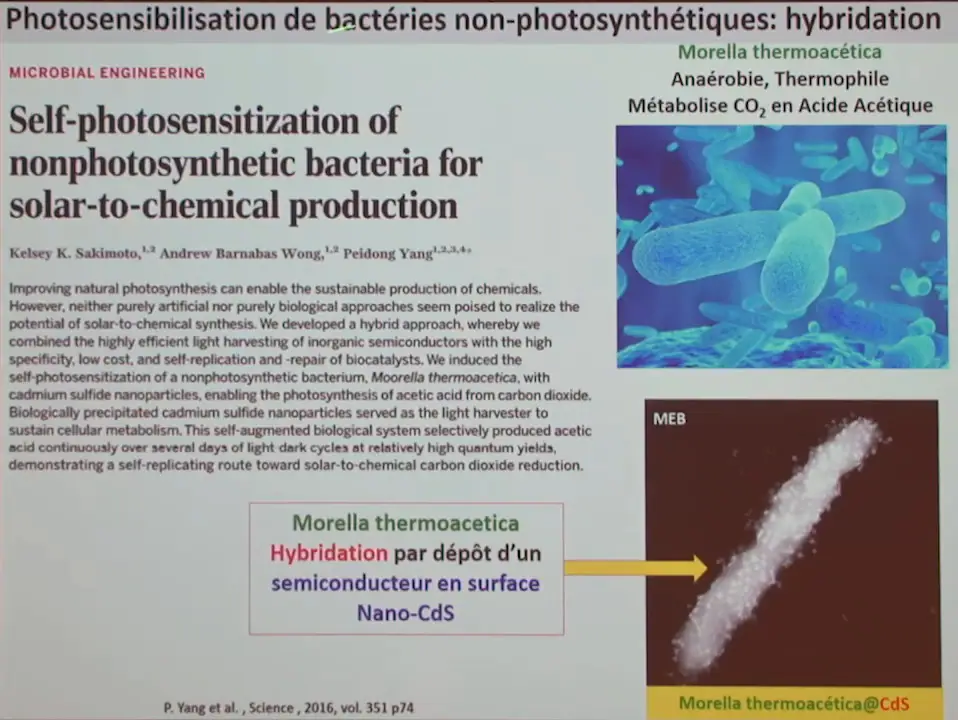 Photosensibilisation de bactéries non-photosynthétiques: hybridation
MICROBIAL ENGINEERING
Self-photosensitization of
nonphotosynthetic bacteria for
solar-to-chemical production
Kelsey K. Sakimoto,1,2 Andrew Barnabas Wong,1,2 Peidong Yang1,2,3,4*
Improving natural photosynthesis can enable the sustainable production of chemicals.
However, neither purely artificial nor purely biological approaches seem poised to realize the
potential of solar-to-chemical synthesis. We developed a hybrid approach, whereby we
combined the highly efficient light harvesting of inorganic semiconductors with the high
specificity, low cost, and self-replication and -repair of biocatalysts. We induced the
self-photosensitization of a nonphotosynthetic bacterium, Moorella thermoacetica, with
cadmium sulfide nanoparticles, enabling the photosynthesis of acetic acid from carbon dioxide.
Biologically precipitated cadmium sulfide nanoparticles served as the light harvester to
sustain cellular metabolism. This self-augmented biological system selectively produced acetic
acid continuously over several days of light-dark cycles at relatively high quantum yields,
demonstrating a self-replicating route toward solar-to-chemical carbon dioxide reduction.
Morella thermoacética
Anaérobie, Thermophile
Métabolise CO2 en Acide Acétique
MEB
Morella thermoacetica
Hybridation par dépôt d'un
semiconducteur en surface
Nano-CdS
Morella thermoacética@CdS
P. Yang et al. , Science , 2016, vol. 351 p74